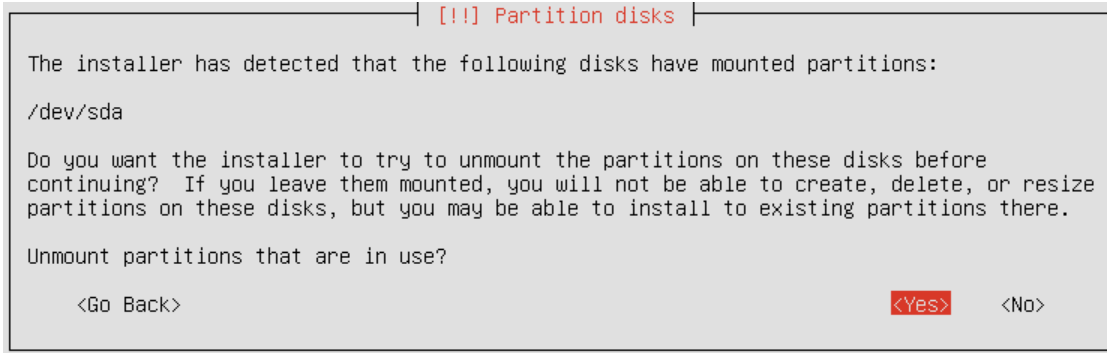 [!!] Partition disks
The installer has detected that the following disks have mounted partitions:
/dev/sda
Do you want the installer to try to unmount the partitions on these disks before
continuing?  If you leave them mounted, you will not be able to create, delete, or resize
partitions on these disks, but you may be able to install to existing partitions there.
Unmount partitions that are in use?
<Go Back> <Yes> <No>